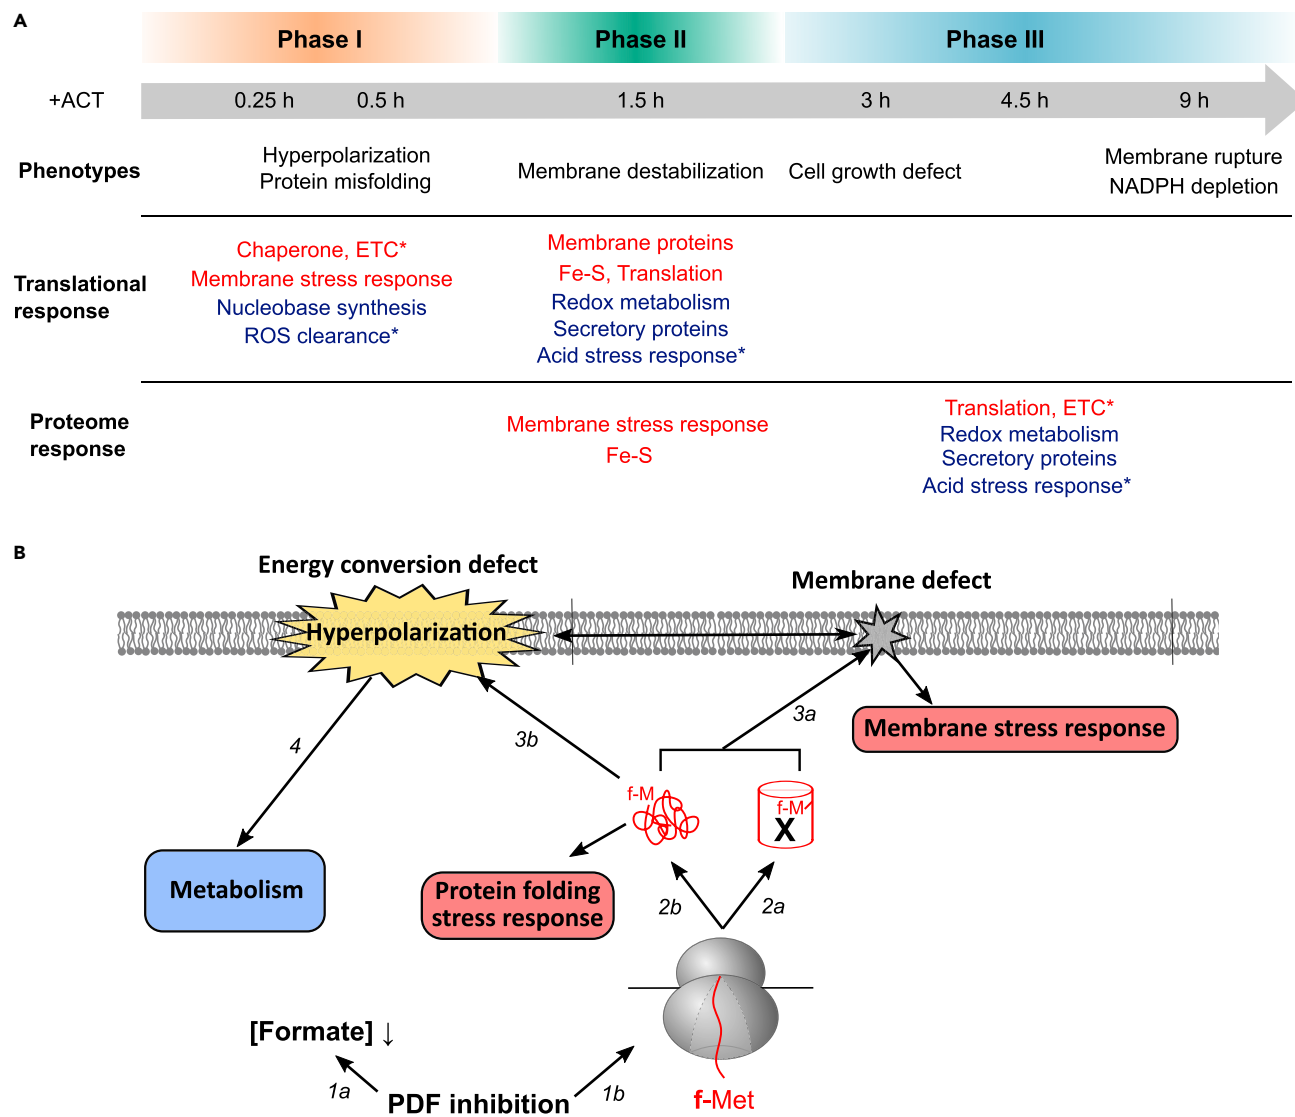 A
Phase I
Phase II
Phase III
+ACT
0.25 h
0.5 h
1.5 h
3 h
4.5 h
9 h
Phenotypes
Hyperpolarization
Protein misfolding
Membrane destabilization
Cell growth defect
Membrane rupture
NADPH depletion
Translational
response
Chaperone, ETC*
Membrane stress response
Nucleobase synthesis
ROS clearance*
Membrane proteins
Fe-S, Translation
Redox metabolism
Secretory proteins
Acid stress response*
Proteome
response
Membrane stress response
Fe-S
Translation, ETC*
Redox metabolism
Secretory proteins
Acid stress response*
B
Energy conversion defect
Membrane defect
Hyperpolarization
Membrane stress response
4
3b
3a
f-M
f-M
X
Metabolism
Protein folding
stress response
2b
2a
[Formate] ↓
1a
PDF inhibition
1b
f-Met